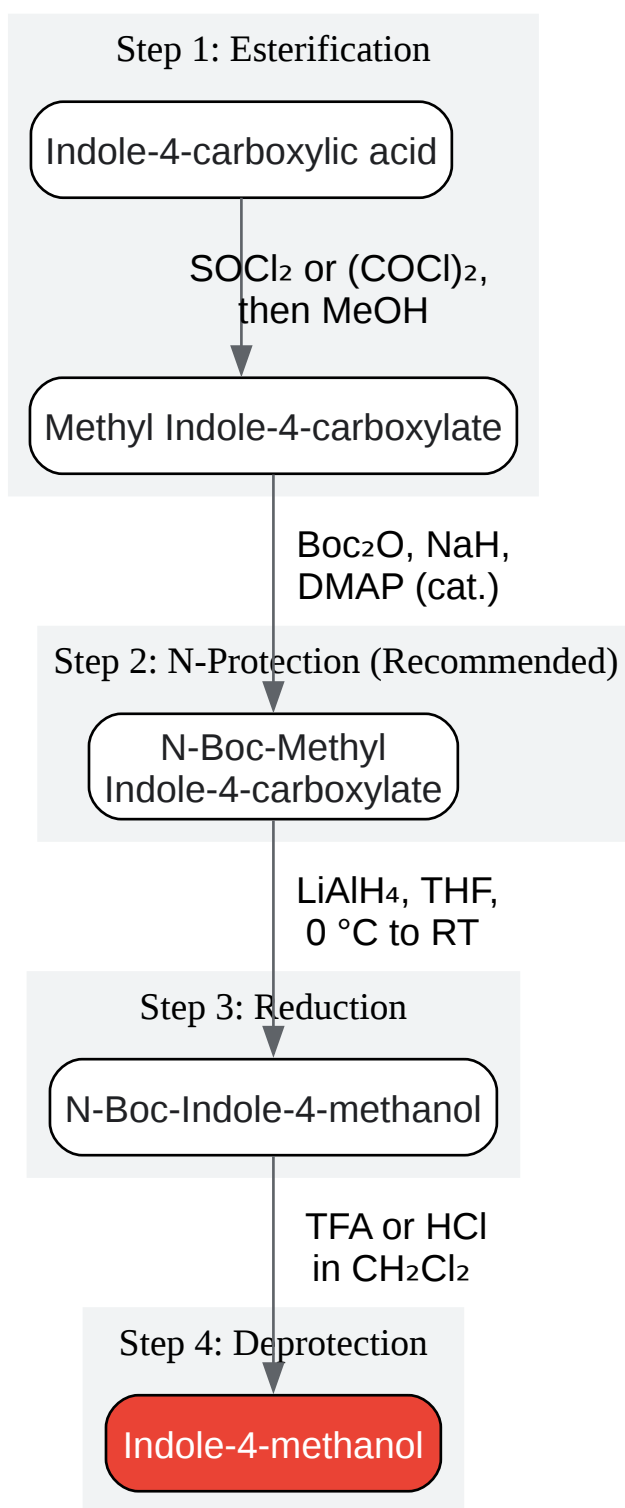 Step 1: Esterification
Indole-4-carboxylic acid
SOCl₂ or (COCl)₂,
then MeOH
Methyl Indole-4-carboxylate
Boc₂O, NaH,
DMAP (cat.)
Step 2: N-Protection (Recommended)
N-Boc-Methyl
Indole-4-carboxylate
LiAlH₄, THF,
0 °C to RT
Step 3: Reduction
N-Boc-Indole-4-methanol
TFA or HCl
in CH₂Cl₂
Step 4: Deprotection
Indole-4-methanol